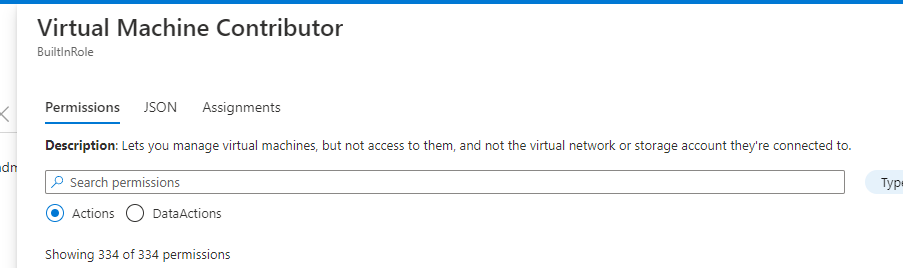 Virtual Machine Contributor
BuiltInRole
Permissions JSON Assignments
Description: Lets you manage virtual machines, but not access to them, and not the virtual network or storage account they're connected to.
Search permissions Type
Actions DataActions
Showing 334 of 334 permissions